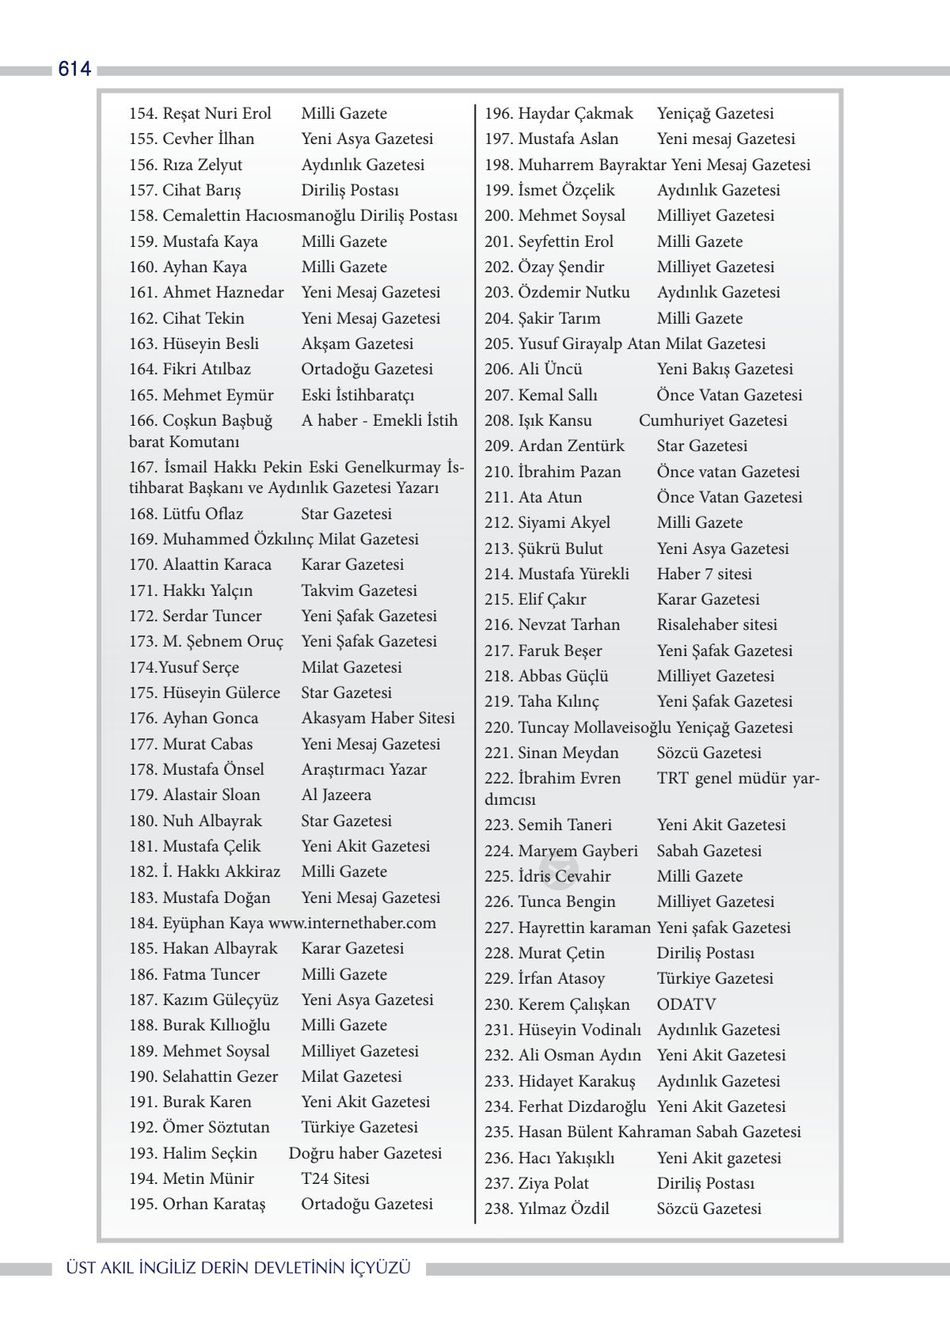 614
154. Reşat Nuri Erol Milli Gazete
155. Cevher İlhan Yeni Asya Gazetesi
156. Rıza Zelyut Aydınlık Gazetesi
157. Cihat Barış Diriliş Postası
158. Cemalettin Hacıosmanoğlu Diriliş Postası
159. Mustafa Kaya Milli Gazete
160. Ayhan Kaya Milli Gazete
161. Ahmet Haznedar Yeni Mesaj Gazetesi
162. Cihat Tekin Yeni Mesaj Gazetesi
163. Hüseyin Besli Akşam Gazetesi
164. Fikri Atılbaz Ortadoğu Gazetesi
165. Mehmet Eymür Eski İstihbaratçı
166. Coşkun Başbuğ A haber - Emekli İstih
barat Komutanı
167. İsmail Hakkı Pekin Eski Genelkurmay İs-
tihbarat Başkanı ve Aydınlık Gazetesi Yazarı
168. Lütfu Oflaz Star Gazetesi
169. Muhammed Özkılınç Milat Gazetesi
170. Alaattin Karaca Karar Gazetesi
171. Hakkı Yalçın Takvim Gazetesi
172. Serdar Tuncer Yeni Şafak Gazetesi
173. M. Şebnem Oruç Yeni Şafak Gazetesi
174.Yusuf Serçe Milat Gazetesi
175. Hüseyin Gülerce Star Gazetesi
176. Ayhan Gonca Akasyam Haber Sitesi
177. Murat Cabas Yeni Mesaj Gazetesi
178. Mustafa Önsel Araştırmacı Yazar
179. Alastair Sloan Al Jazeera
180. Nuh Albayrak Star Gazetesi
181. Mustafa Çelik Yeni Akit Gazetesi
182. İ. Hakkı Akkiraz Milli Gazete
183. Mustafa Doğan Yeni Mesaj Gazetesi
184. Eyüphan Kaya www.internethaber.com
185. Hakan Albayrak Karar Gazetesi
186. Fatma Tuncer Milli Gazete
187. Kazım Güleçyüz Yeni Asya Gazetesi
188. Burak Kıllıoğlu Milli Gazete
189. Mehmet Soysal Milliyet Gazetesi
190. Selahattin Gezer Milat Gazetesi
191. Burak Karen Yeni Akit Gazetesi
192. Ömer Söztutan Türkiye Gazetesi
193. Halim Seçkin Doğru haber Gazetesi
194. Metin Münir T24 Sitesi
195. Orhan Karataş Ortadoğu Gazetesi
196. Haydar Çakmak Yeniçağ Gazetesi
197. Mustafa Aslan Yeni mesaj Gazetesi
198. Muharrem Bayraktar Yeni Mesaj Gazetesi
199. İsmet Özçelik Aydınlık Gazetesi
200. Mehmet Soysal Milliyet Gazetesi
201. Seyfettin Erol Milli Gazete
202. Özay Şendir Milliyet Gazetesi
203. Özdemir Nutku Aydınlık Gazetesi
204. Şakir Tarım Milli Gazete
205. Yusuf Girayalp Atan Milat Gazetesi
206. Ali Üncü Yeni Bakış Gazetesi
207. Kemal Sallı Önce Vatan Gazetesi
208. Işık Kansu Cumhuriyet Gazetesi
209. Ardan Zentürk Star Gazetesi
210. İbrahim Pazan Önce vatan Gazetesi
211. Ata Atun Önce Vatan Gazetesi
212. Siyami Akyel Milli Gazete
213. Şükrü Bulut Yeni Asya Gazetesi
214. Mustafa Yürekli Haber 7 sitesi
215. Elif Çakır Karar Gazetesi
216. Nevzat Tarhan Risalehaber sitesi
217. Faruk Beşer Yeni Şafak Gazetesi
218. Abbas Güçlü Milliyet Gazetesi
219. Taha Kılınç Yeni Şafak Gazetesi
220. Tuncay Mollaveisoğlu Yeniçağ Gazetesi
221. Sinan Meydan Sözcü Gazetesi
222. İbrahim Evren TRT genel müdür yar-
dımcısı
223. Semih Taneri Yeni Akit Gazetesi
224. Maryem Gayberi Sabah Gazetesi
225. İdris Cevahir Milli Gazete
226. Tunca Bengin Milliyet Gazetesi
227. Hayrettin karaman Yeni şafak Gazetesi
228. Murat Çetin Diriliş Postası
229. İrfan Atasoy Türkiye Gazetesi
230. Kerem Çalışkan ODATV
231. Hüseyin Vodinalı Aydınlık Gazetesi
232. Ali Osman Aydın Yeni Akit Gazetesi
233. Hidayet Karakuş Aydınlık Gazetesi
234. Ferhat Dizdaroğlu Yeni Akit Gazetesi
235. Hasan Bülent Kahraman Sabah Gazetesi
236. Hacı Yakışıklı Yeni Akit gazetesi
237. Ziya Polat Diriliş Postası
238. Yılmaz Özdil Sözcü Gazetesi
ÜST AKIL İNGİLİZ DERİN DEVLETİNİN İÇYÜZÜ